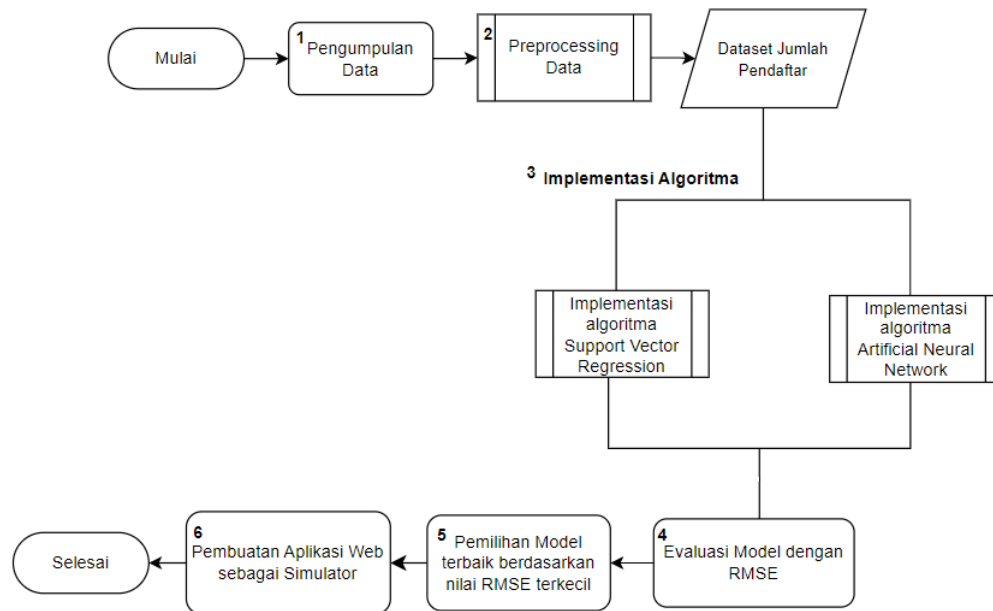 Mulai
1
Pengumpulan
Data
2
Preprocessing
Data
Dataset Jumlah
Pendaftar
3 Implementasi Algoritma
Implementasi
algoritma
Support Vector
Regression
Implementasi
algoritma
Artificial Neural
Network
4
Evaluasi Model dengan
RMSE
5
Pemilihan Model
terbaik berdasarkan
nilai RMSE terkecil
6
Pembuatan Aplikasi Web
sebagai Simulator
Selesai